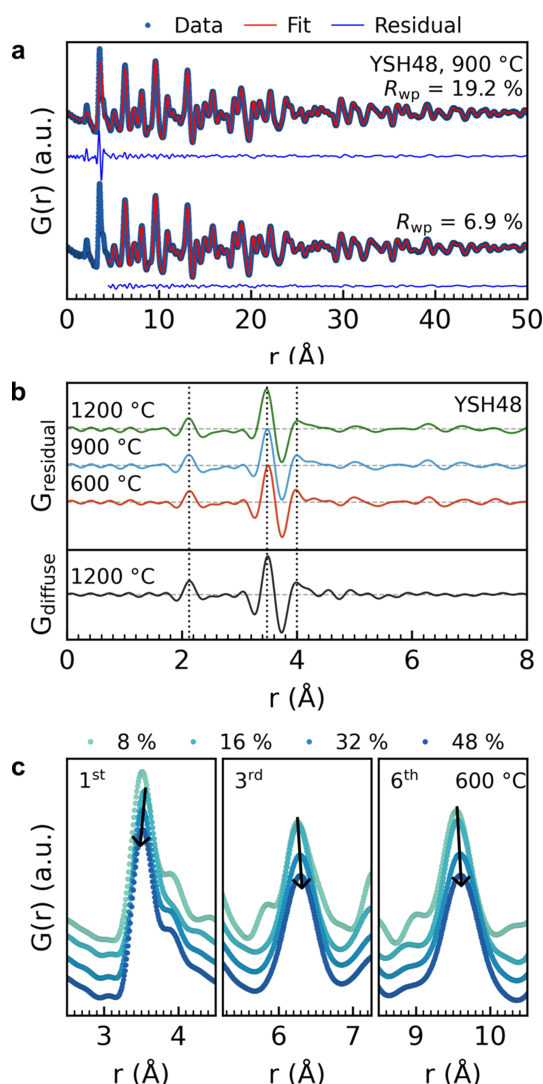 Data Fit Residual
a
YSH48, 900 °C
Rwp = 19.2 %
Rwp = 6.9 %
G(r) (a.u.)
0 10 20 30 40 50
r (Å)
b
YSH48
1200 °C
900 °C
600 °C
Gresidual
1200 °C
Gdiffuse
0 2 4 6 8
r (Å)
8 % 16 % 32 % 48 %
c
1st 3rd 6th 600 °C
G(r) (a.u.)
3 4 6 7 9 10
r (Å) r (Å) r (Å)